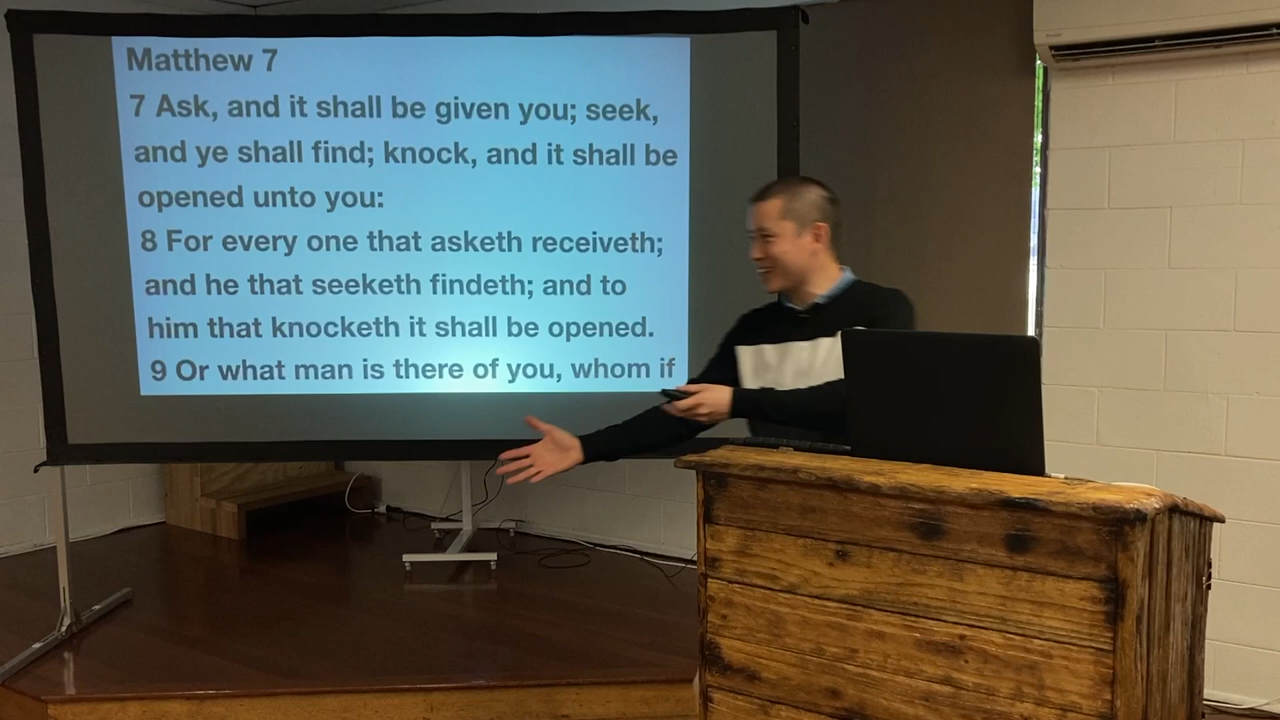 Matthew 7
7 Ask, and it shall be given you; seek,
and ye shall find; knock, and it shall be
opened unto you:
8 For every one that asketh receiveth;
and he that seeketh findeth; and to
him that knocketh it shall be opened.
9 Or what man is there of you, whom if